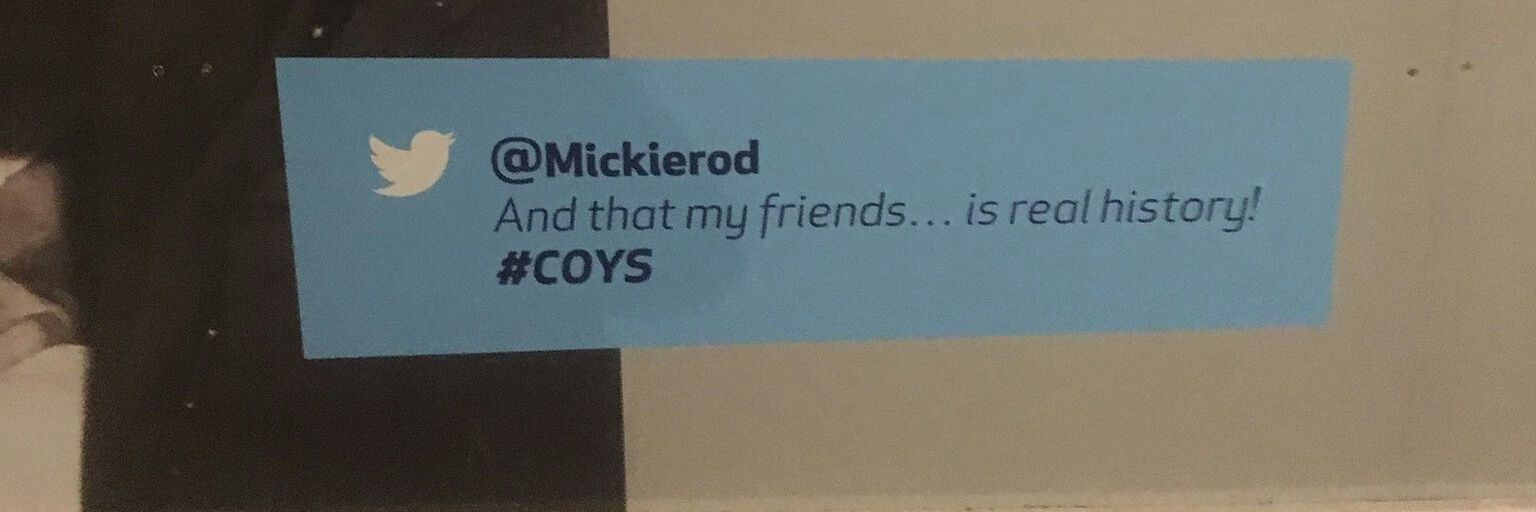 @Mickierod
And that my friends... is real history!
#COYS